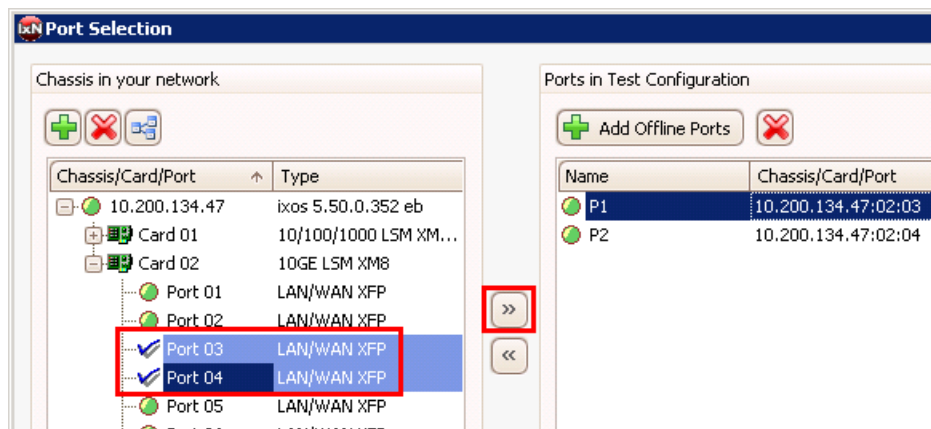 IxN Port Selection
Chassis in your network
Chassis/Card/Port Type
10.200.134.47 ixos 5.50.0.352 eb
Card 01 10/100/1000 LSM XM...
Card 02 10GE LSM XM8
Port 01 LAN/WAN XFP
Port 02 LAN/WAN XFP
Port 03 LAN/WAN XFP
Port 04 LAN/WAN XFP
Port 05 LAN/WAN XFP
>>
<<
Ports in Test Configuration
Add Offline Ports
Name Chassis/Card/Port
P1 10.200.134.47:02:03
P2 10.200.134.47:02:04